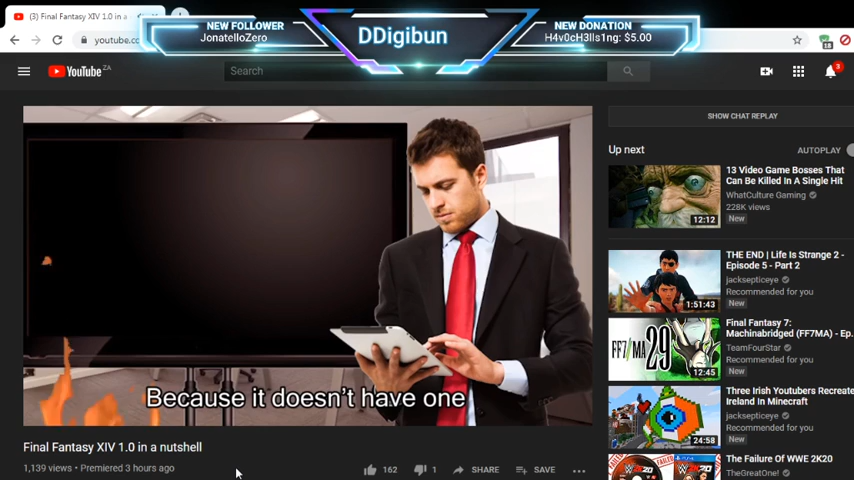 (3) Final Fantasy XIV 1.0 in a
NEW FOLLOWER
JonatelloZero
DDigibun
NEW DONATION
H4v0cH3lls1ng: $5.00
youtube.co
18
YouTube ZA
Search
3
SHOW CHAT REPLAY
Up next
AUTOPLAY
13 Video Game Bosses That
Can Be Killed In A Single Hit
WhatCulture Gaming
228K views
New
12:12
THE END | Life Is Strange 2 -
Episode 5 - Part 2
jacksepticeye
Recommended for you
New
1:51:43
Final Fantasy 7:
Machinabridged (FF7MA) - Ep.
TeamFourStar
Recommended for you
New
FF7/MA 29
12:45
Three Irish Youtubers Recreate
Ireland In Minecraft
jacksepticeye
Recommended for you
New
24:58
The Failure Of WWE 2K20
TheGreatOne!
Because it doesn't have one
Final Fantasy XIV 1.0 in a nutshell
1,139 views • Premiered 3 hours ago
162
1
SHARE
SAVE